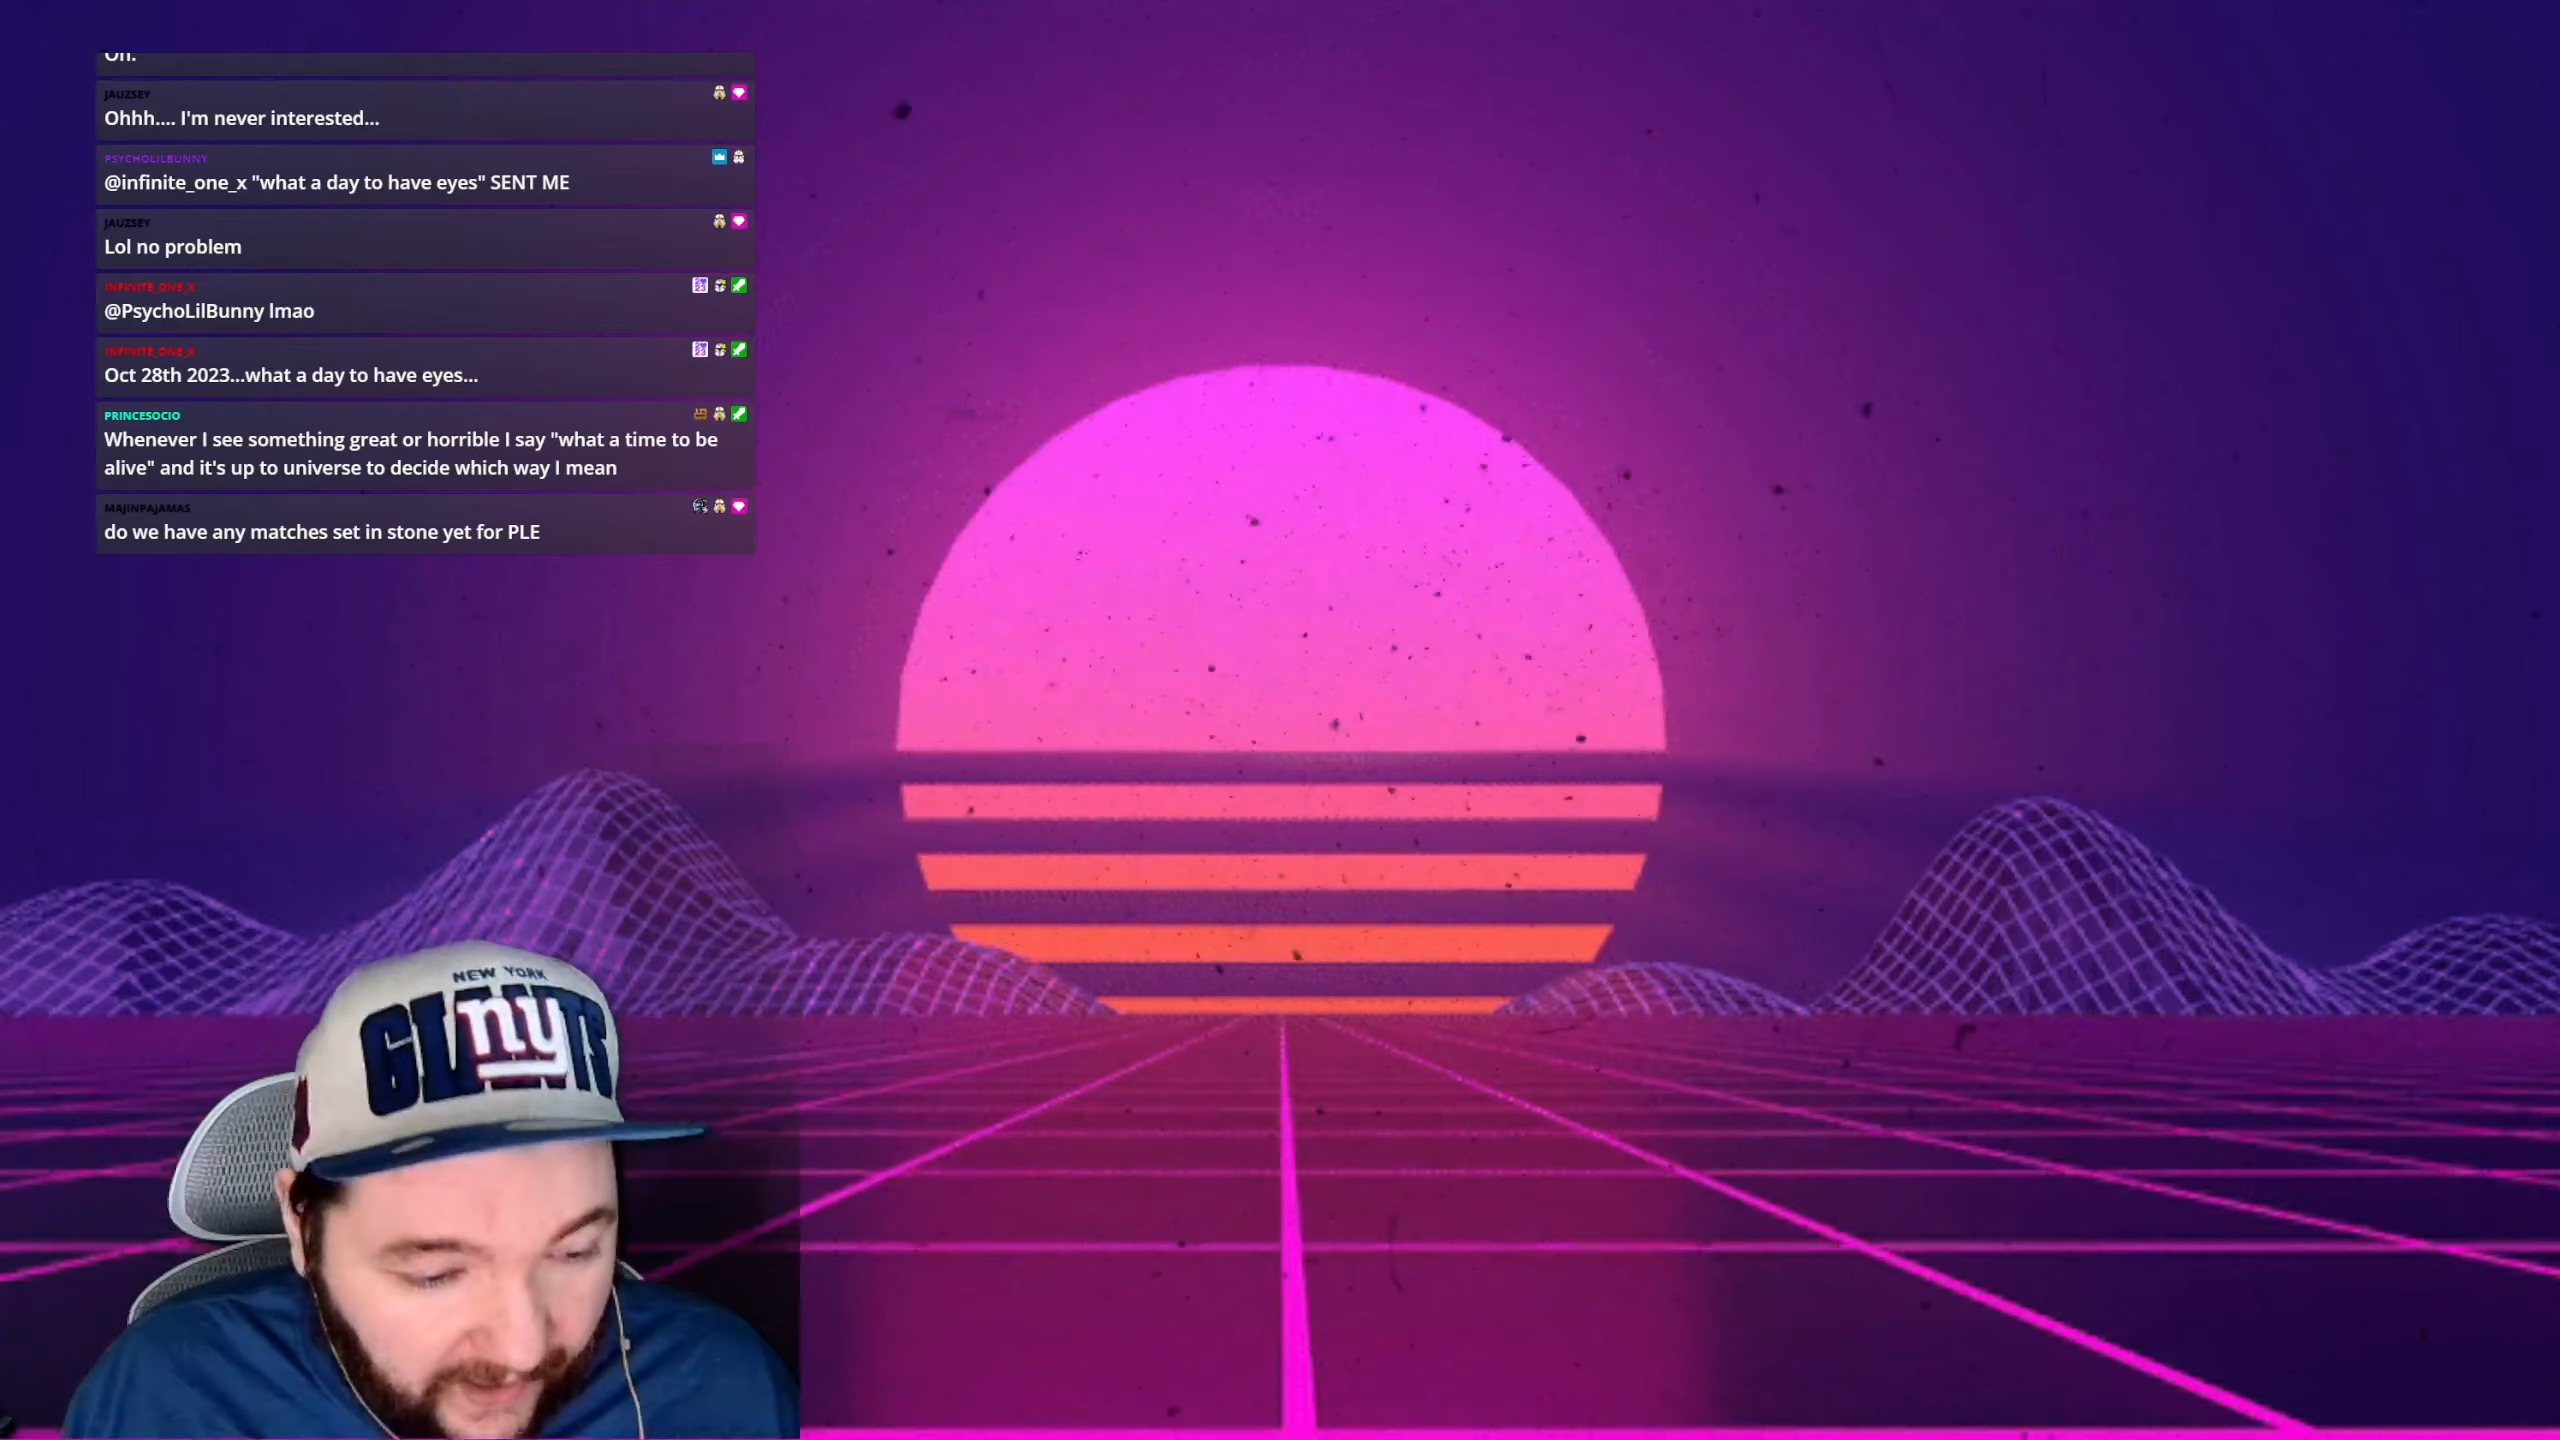 Oh.
JAUZSEY
Ohhh.... I'm never interested...
PSYCHOLILBUNNY
@infinite_one_x "what a day to have eyes" SENT ME
JAUZSEY
Lol no problem
INFINITE_ONE_X
@PsychoLilBunny lmao
INFINITE_ONE_X
Oct 28th 2023...what a day to have eyes...
PRINCESOCIO
Whenever I see something great or horrible I say "what a time to be
alive" and it's up to universe to decide which way I mean
MAJINPAJAMAS
do we have any matches set in stone yet for PLE
NEW YORK
GIANTS
ny